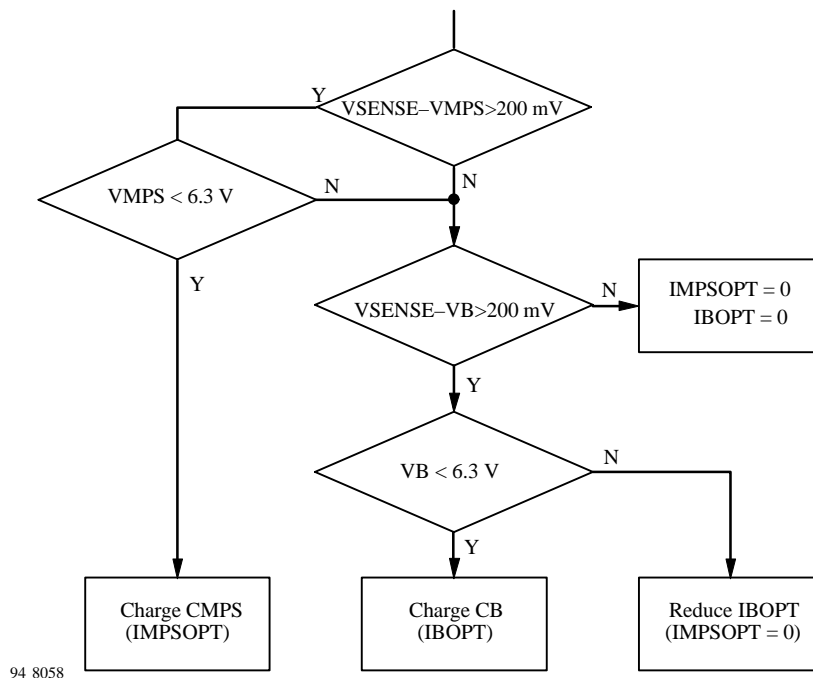 VSENSE–VMPS>200 mV
Y
N
VMPS < 6.3 V
N
Y
VSENSE–VB>200 mV
N
IMPSOPT = 0
IBOPT = 0
Y
VB < 6.3 V
N
Y
Charge CMPS
(IMPSOPT)
Charge CB
(IBOPT)
Reduce IBOPT
(IMPSOPT = 0)
94 8058